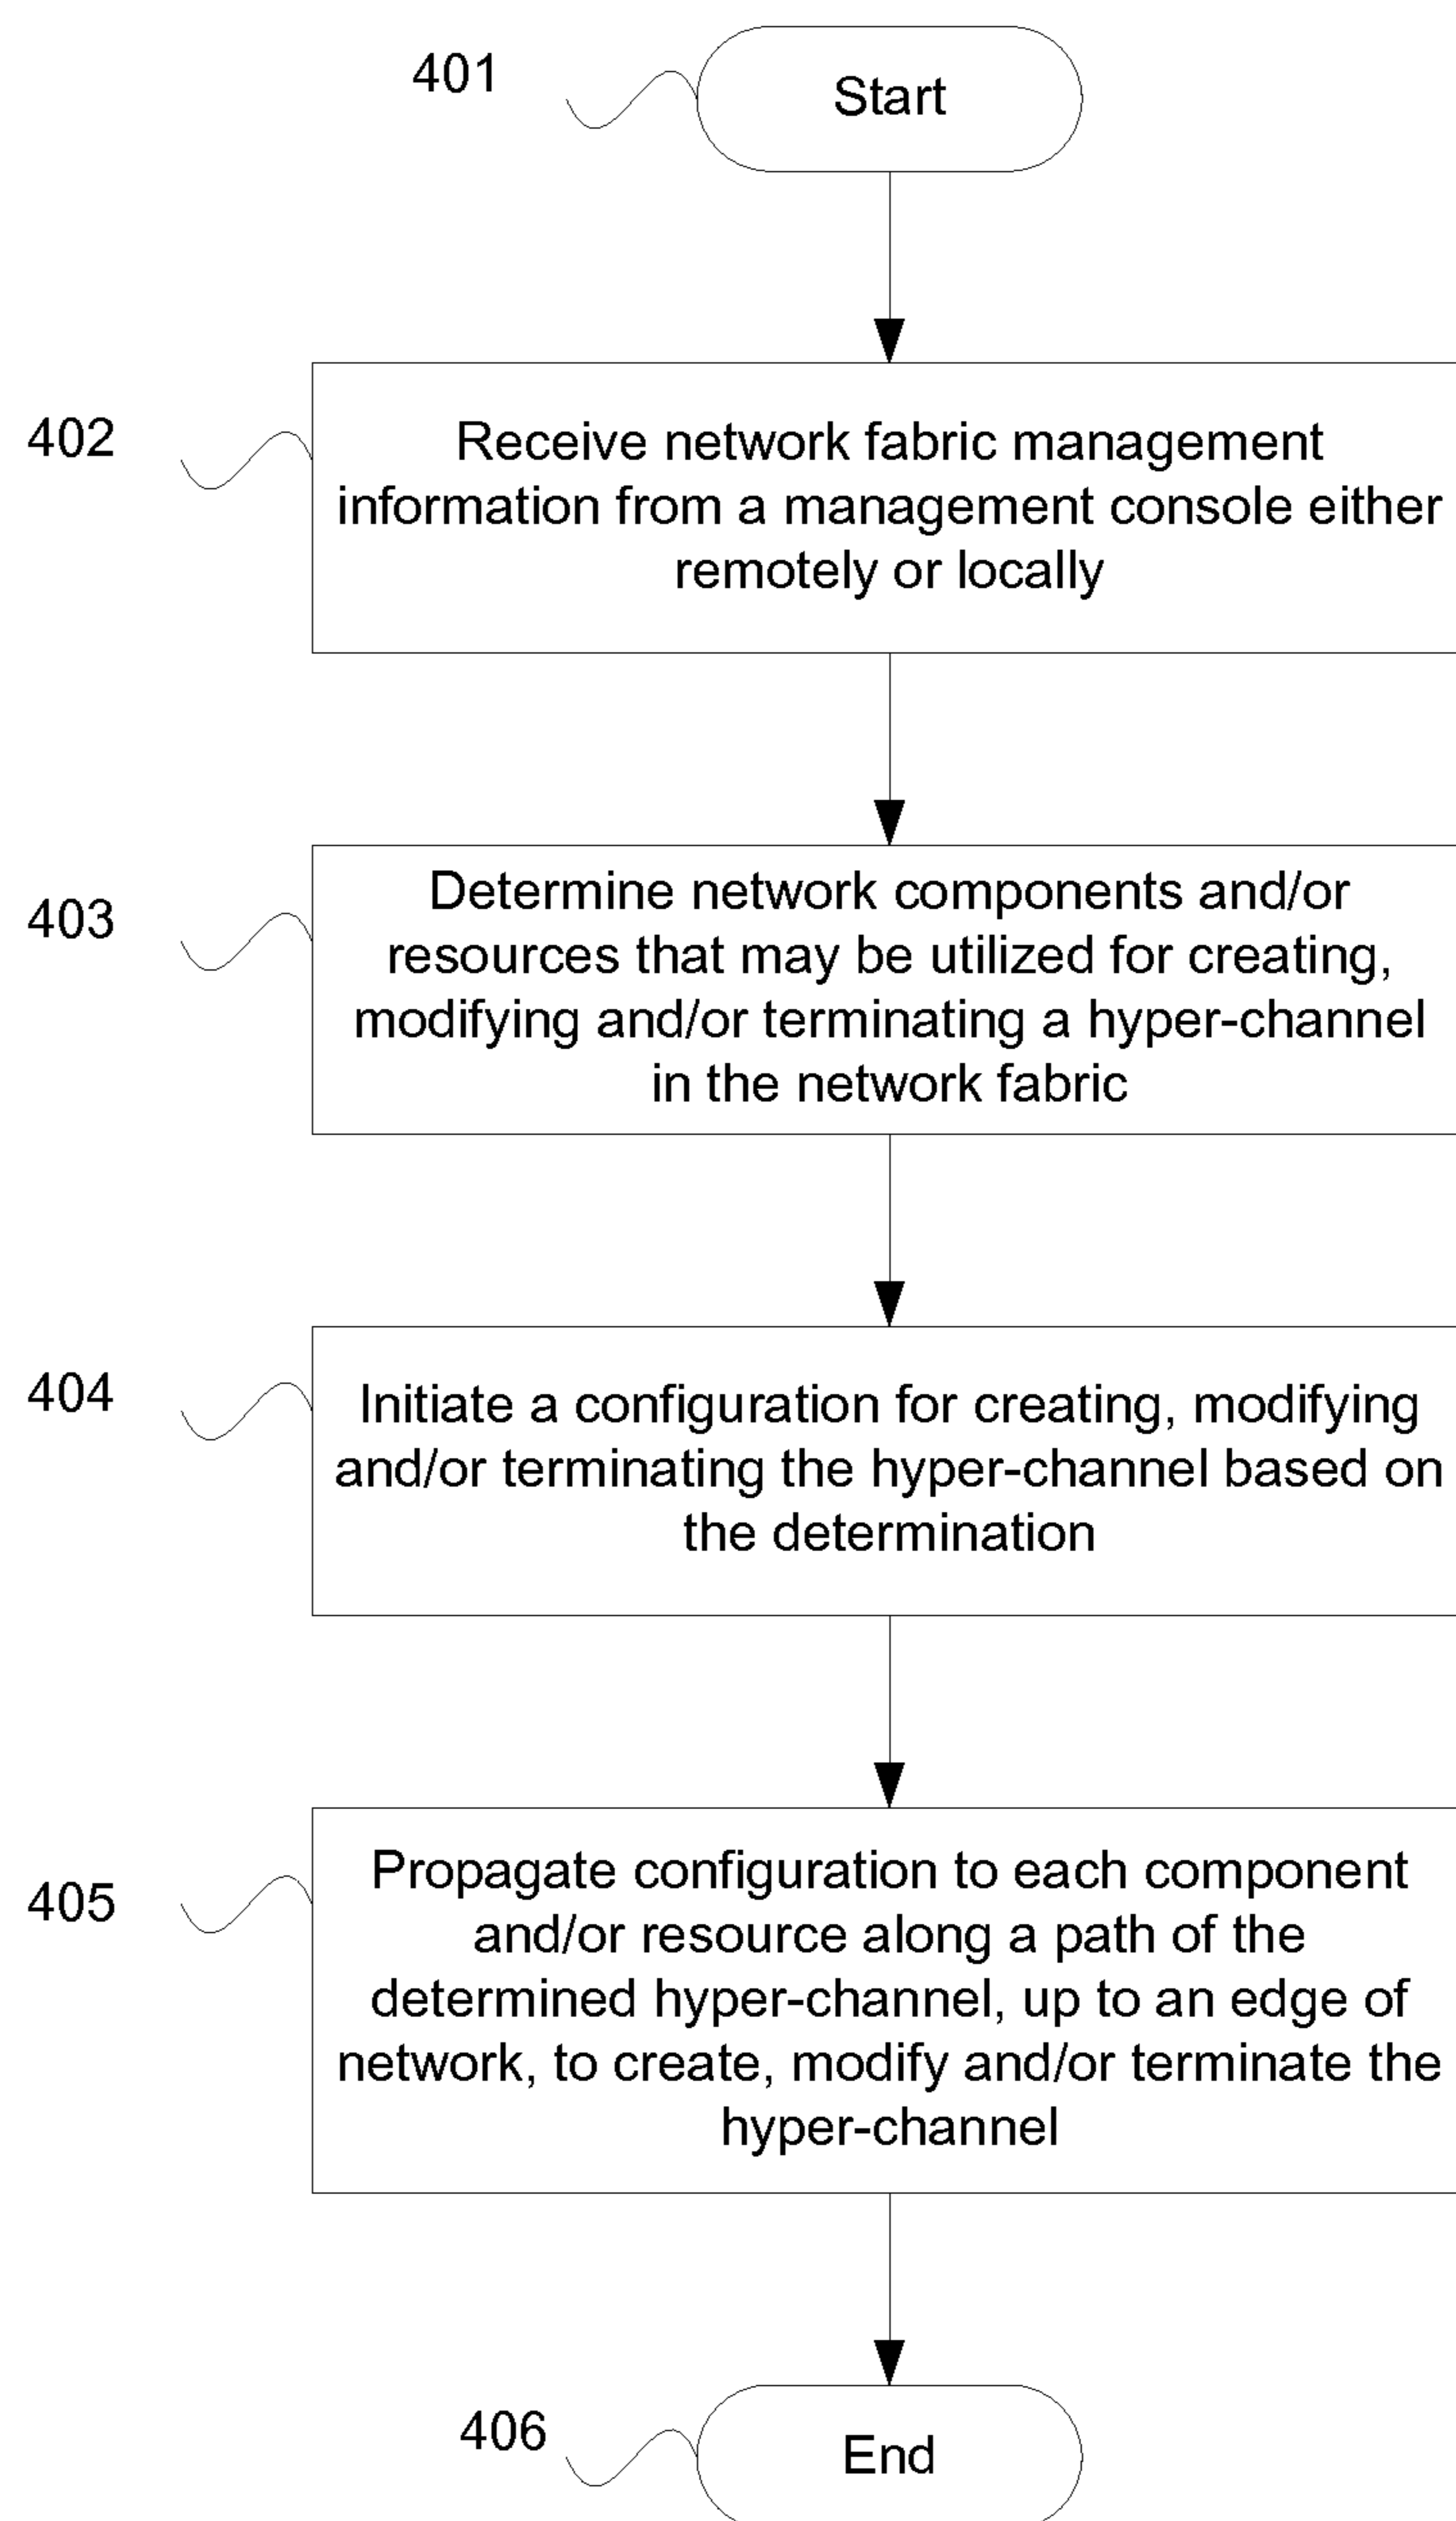 401
Start
402
Receive network fabric management
information from a management console either
remotely or locally
403
Determine network components and/or
resources that may be utilized for creating,
modifying and/or terminating a hyper-channel
in the network fabric
404
Initiate a configuration for creating, modifying
and/or terminating the hyper-channel based on
the determination
405
Propagate configuration to each component
and/or resource along a path of the
determined hyper-channel, up to an edge of
network, to create, modify and/or terminate the
hyper-channel
406
End